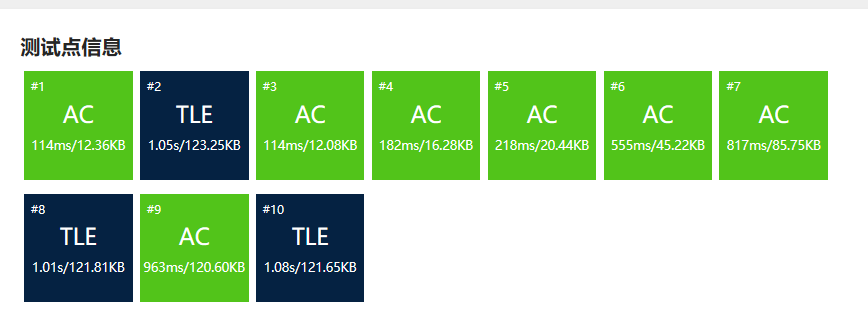 测试点信息
#1 #2 #3 #4 #5 #6 #7
AC TLE AC AC AC AC AC
114ms/12.36KB 1.05s/123.25KB 114ms/12.08KB 182ms/16.28KB 218ms/20.44KB 555ms/45.22KB 817ms/85.75KB
#8 #9 #10
TLE AC TLE
1.01s/121.81KB 963ms/120.60KB 1.08s/121.65KB